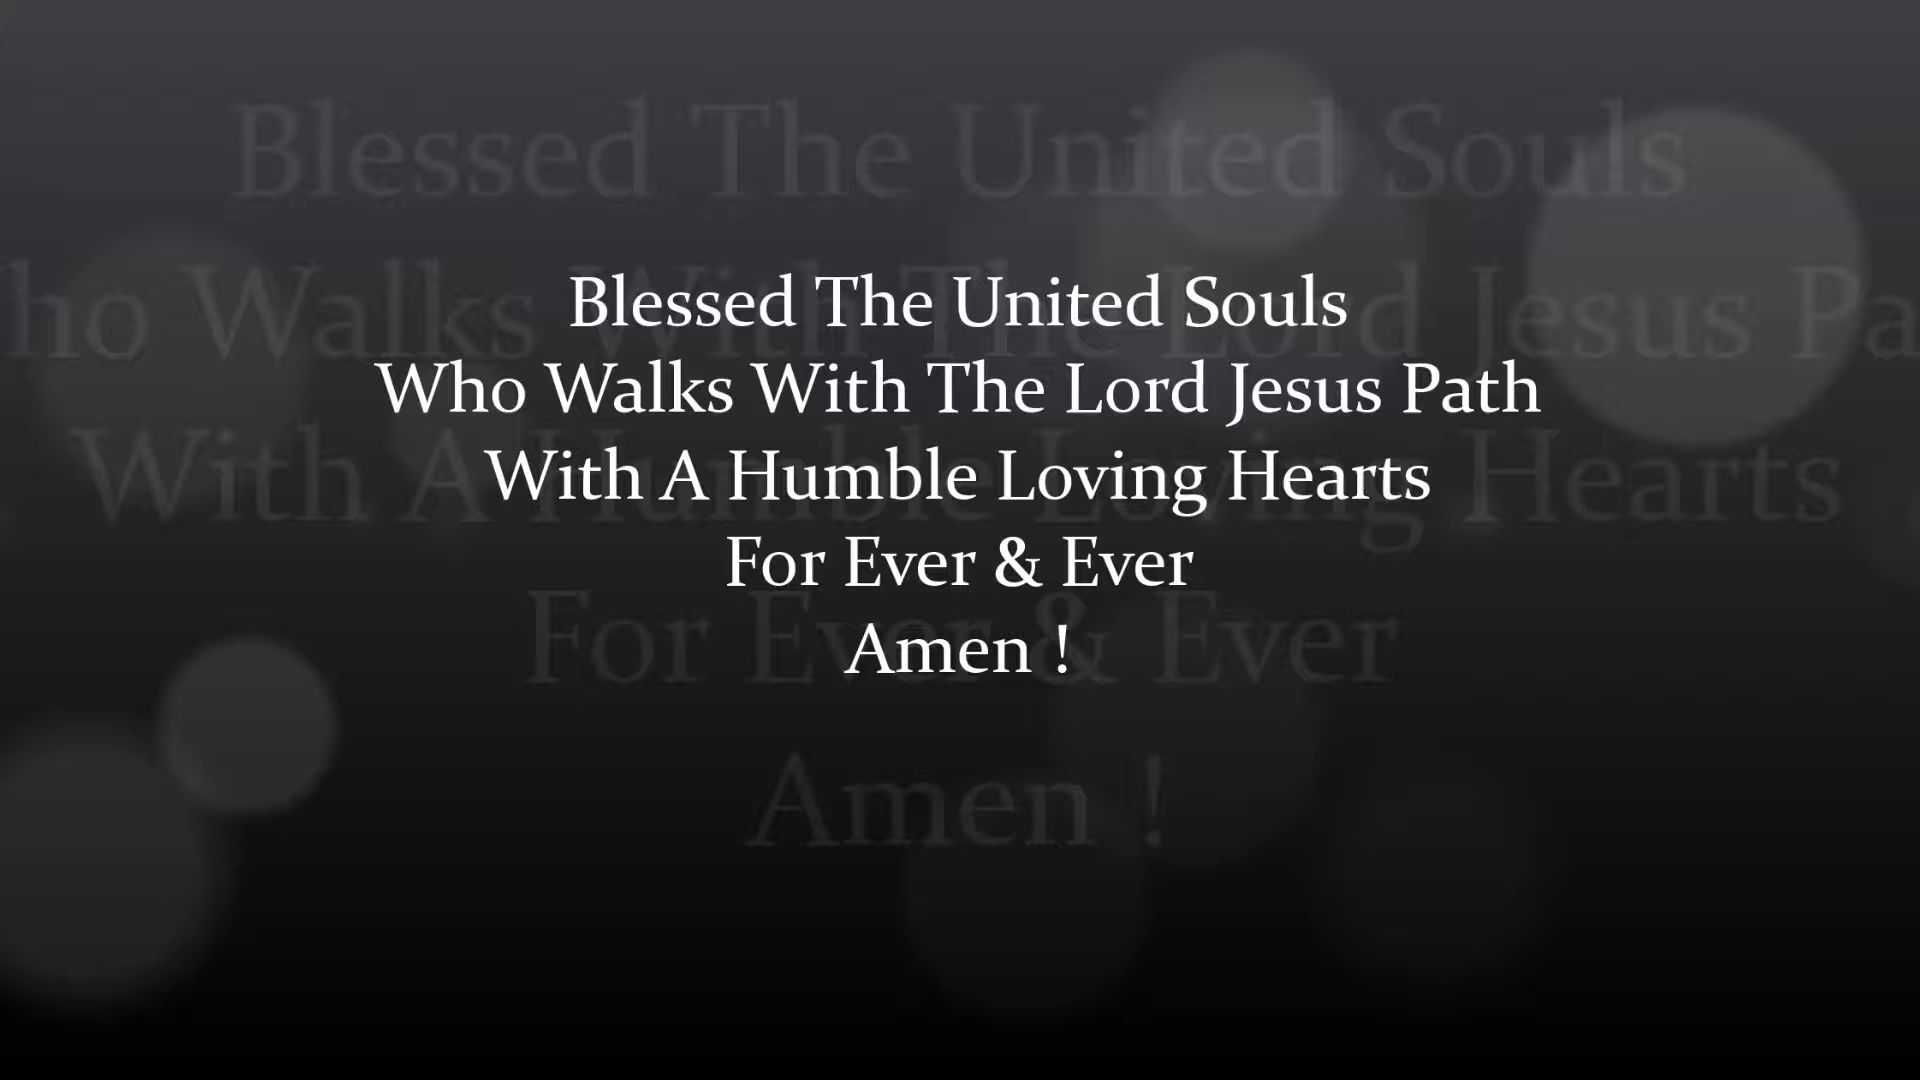 Blessed The United Souls
Who Walks With The Lord Jesus Path
With A Humble Loving Hearts
For Ever & Ever
Amen !